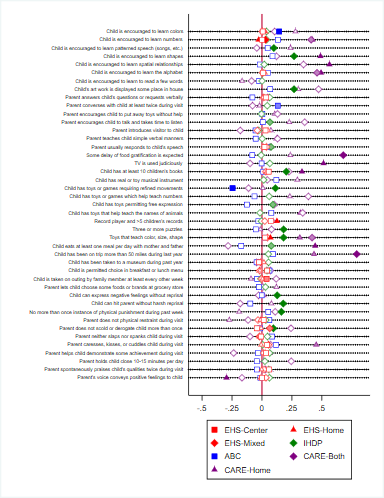 Child is encouraged to learn colors
Child is encouraged to learn numbers
Child is encouraged to learn patterned speech (songs, etc.)
Child is encouraged to learn shapes
Child is encouraged to learn spatial relationships
Child is encouraged to learn the alphabet
Child is encouraged to learn to read a few words
Child's art work is displayed some place in house
Parent answers child's questions or requests verbally
Parent converses with child at least twice during visit
Parent encourages child to put away toys without help
Parent encourages child to talk and takes time to listen
Parent introduces visitor to child
Parent teaches child simple verbal manners
Parent usually responds to child's speech
Some delay of food gratification is expected
TV is used judiciously
Child has at least 10 children's books
Child has real or toy musical instrument
Child has toys or games requiring refined movements
Child has toys or games which help teach numbers
Child has toys permitting free expression
Child has toys that help teach the names of animals
Record player and >5 children's records
Three or more puzzles
Toys that teach color, size, shape
Child eats at least one meal per day with mother and father
Child has been on trip more than 50 miles during last year
Child has been taken to a museum during past year
Child is permitted choice in breakfast or lunch menu
Child is taken on outing by family member at least every other week
Parent lets child choose some foods or brands at grocery store
Child can express negative feelings without reprisal
Child can hit parent without harsh reprisal
No more than once instance of physical punishment during past week
Parent does not physical restraint during visit
Parent does not scold or derogate child more than once
Parent neither slaps nor spanks child during visit
Parent caresses, kisses, or cuddles child during visit
Parent helps child demonstrate some achievement during visit
Parent holds child close 10-15 minutes per day
Parent spontaneously praises child's qualities twice during visit
Parent's voice conveys positive feelings to child
-.5 -.25 0 .25 .5
EHS-Center EHS-Home
EHS-Mixed IHDP
ABC CARE-Both
CARE-Home